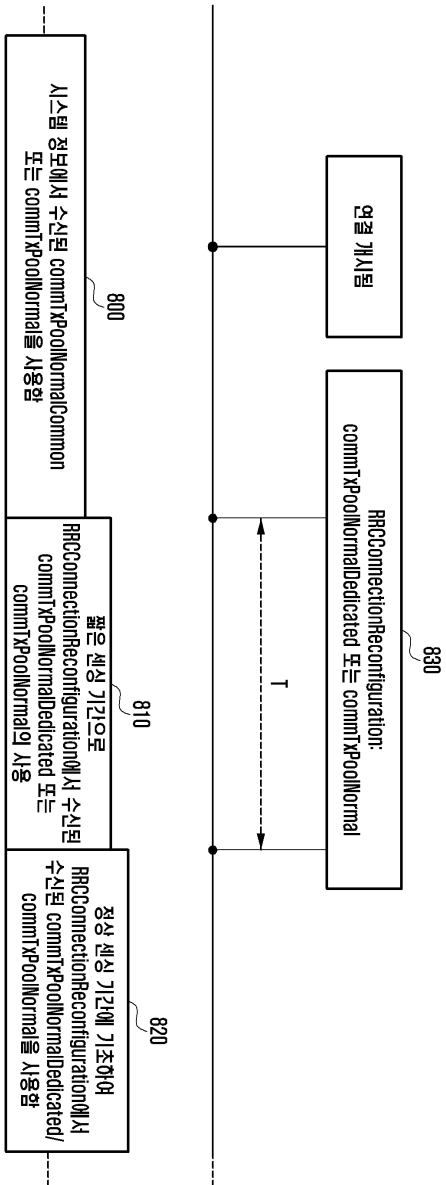 연결 개시됨
RRCConnectionReconfiguration:
commTxPoolNormalDedicated 또는 commTxPoolNormal
830
T
시스템 정보에서 수신된 commTxPoolNormalCommon
또는 commTxPoolNormal을 사용함
800
짧은 센싱 기간으로
RRCConnectionReconfiguration에서 수신된
commTxPoolNormalDedicated 또는
commTxPoolNormal의 사용
810
정상 센싱 기간에 기초하여
RRCConnectionReconfiguration에서
수신된 commTxPoolNormalDedicated/
commTxPoolNormal을 사용함
820